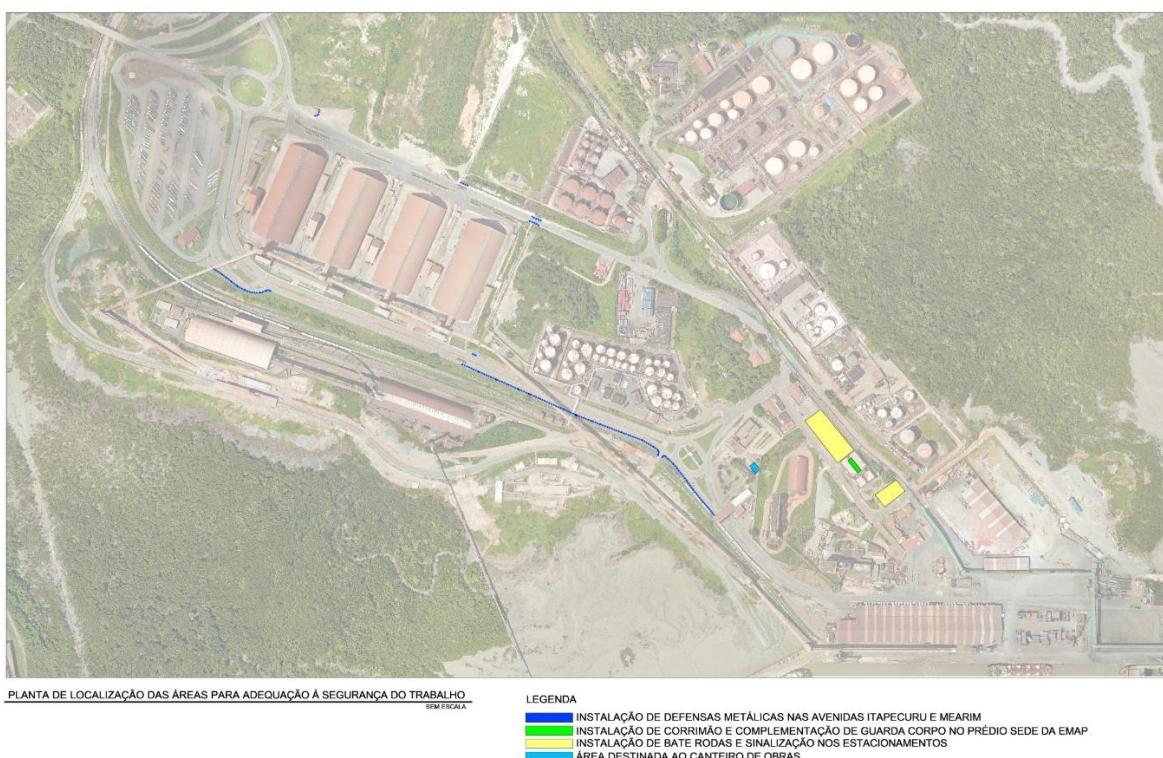 PLANTA DE LOCALIZAÇÃO DAS ÁREAS PARA ADEQUAÇÃO À SEGURANÇA DO TRABALHO
SEM ESCALA
LEGENDA
INSTALAÇÃO DE DEFENSAS METÁLICAS NAS AVENIDAS ITAPECURU E MEARIM
INSTALAÇÃO DE CORRIMÃO E COMPLEMENTAÇÃO DE GUARDA CORPO NO PRÉDIO SEDE DA EMAP
INSTALAÇÃO DE BATE RODAS E SINALIZAÇÃO NOS ESTACIONAMENTOS
ÁREA DESTINADA AO CANTEIRO DE OBRAS